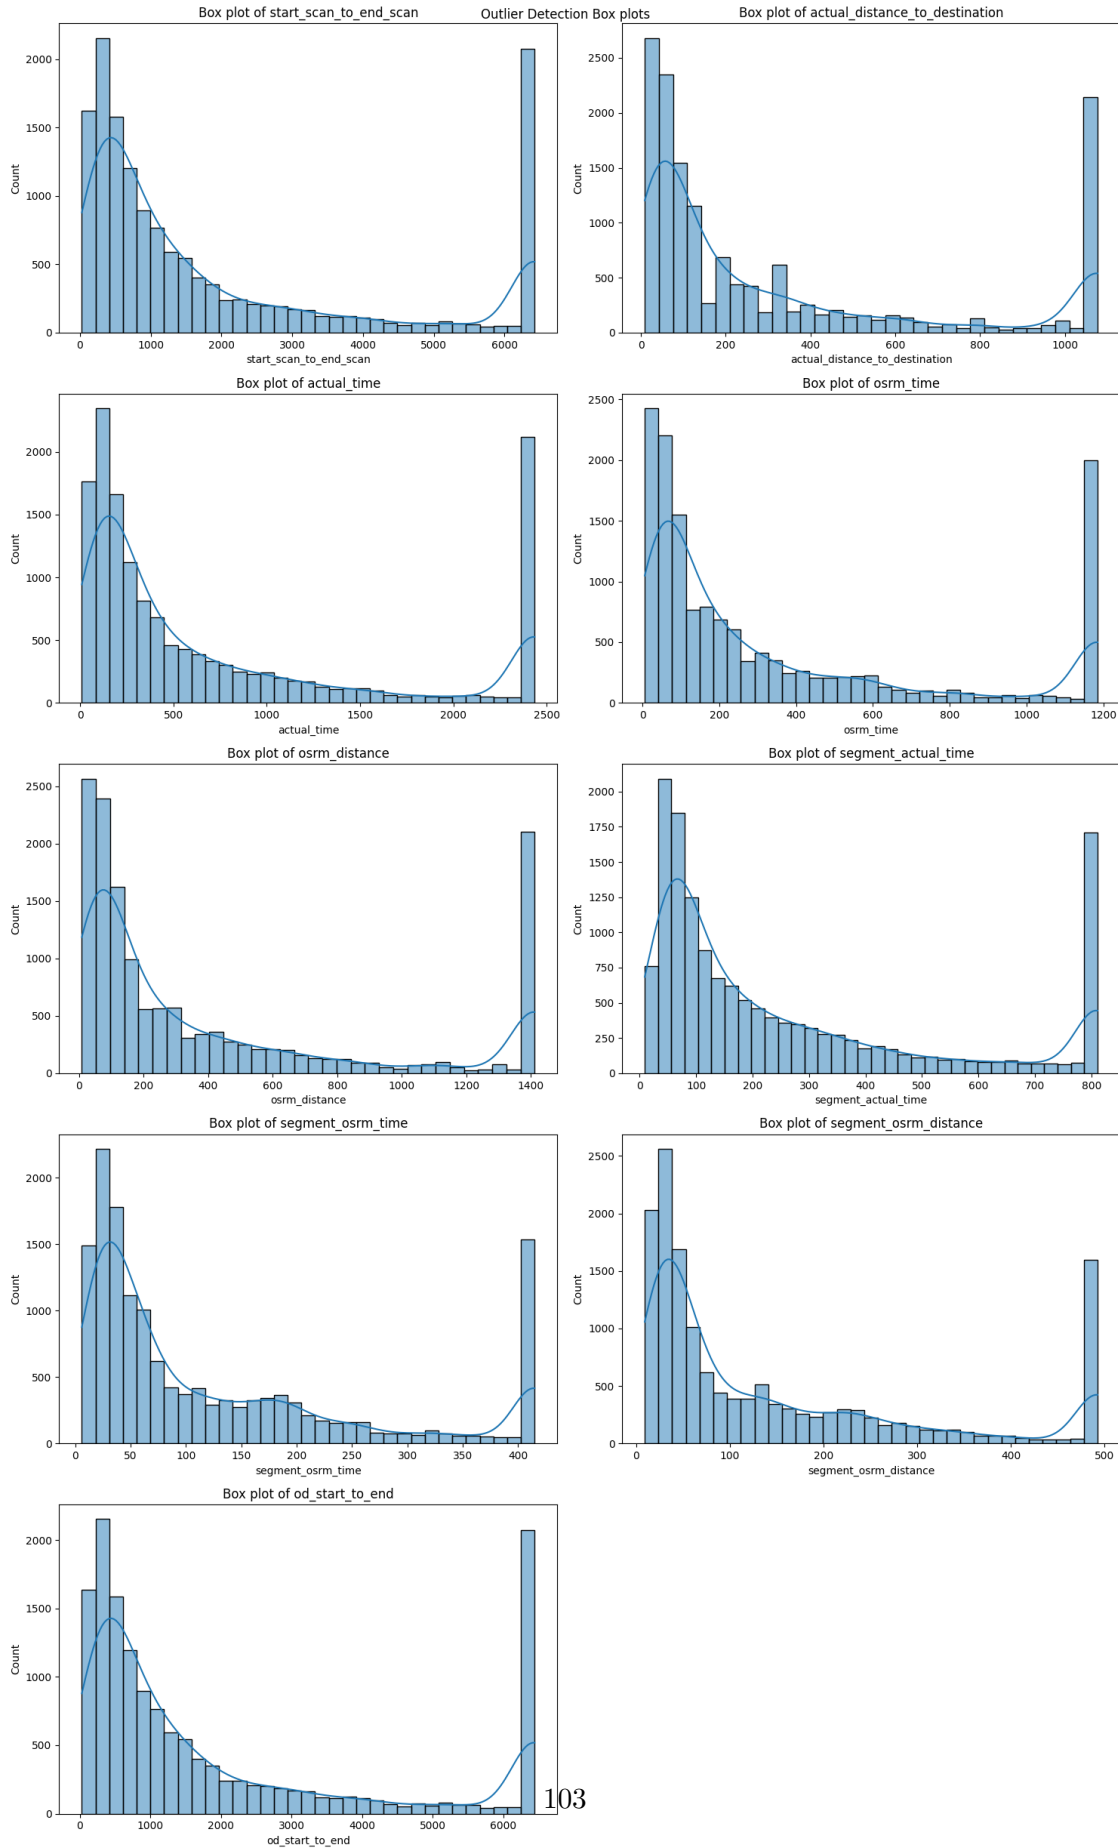 Outlier Detection Box plots
Box plot of start_scan_to_end_scan
Count
2000
1500
1000
500
0
0 1000 2000 3000 4000 5000 6000
start_scan_to_end_scan
Box plot of actual_distance_to_destination
Count
2500
2000
1500
1000
500
0
0 200 400 600 800 1000
actual_distance_to_destination
Box plot of actual_time
Count
2000
1500
1000
500
0
0 500 1000 1500 2000 2500
actual_time
Box plot of osrm_time
Count
2500
2000
1500
1000
500
0
0 200 400 600 800 1000 1200
osrm_time
Box plot of osrm_distance
Count
2500
2000
1500
1000
500
0
0 200 400 600 800 1000 1200 1400
osrm_distance
Box plot of segment_actual_time
Count
2000
1750
1500
1250
1000
750
500
250
0
0 100 200 300 400 500 600 700 800
segment_actual_time
Box plot of segment_osrm_time
Count
2000
1500
1000
500
0
0 50 100 150 200 250 300 350 400
segment_osrm_time
Box plot of segment_osrm_distance
Count
2500
2000
1500
1000
500
0
0 100 200 300 400 500
segment_osrm_distance
Box plot of od_start_to_end
Count
2000
1500
1000
500
0
0 1000 2000 3000 4000 5000 6000
od_start_to_end
103